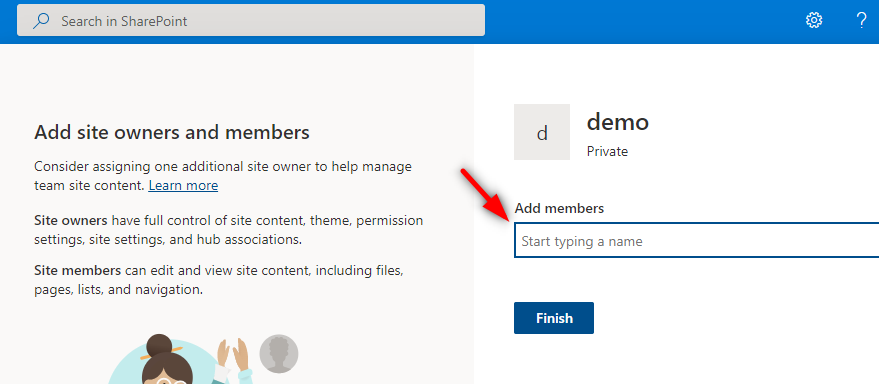 Search in SharePoint
?
Add site owners and members
Consider assigning one additional site owner to help manage
team site content. Learn more
Site owners have full control of site content, theme, permission
settings, site settings, and hub associations.
Site members can edit and view site content, including files,
pages, lists, and navigation.
d
demo
Private
Add members
Start typing a name
Finish